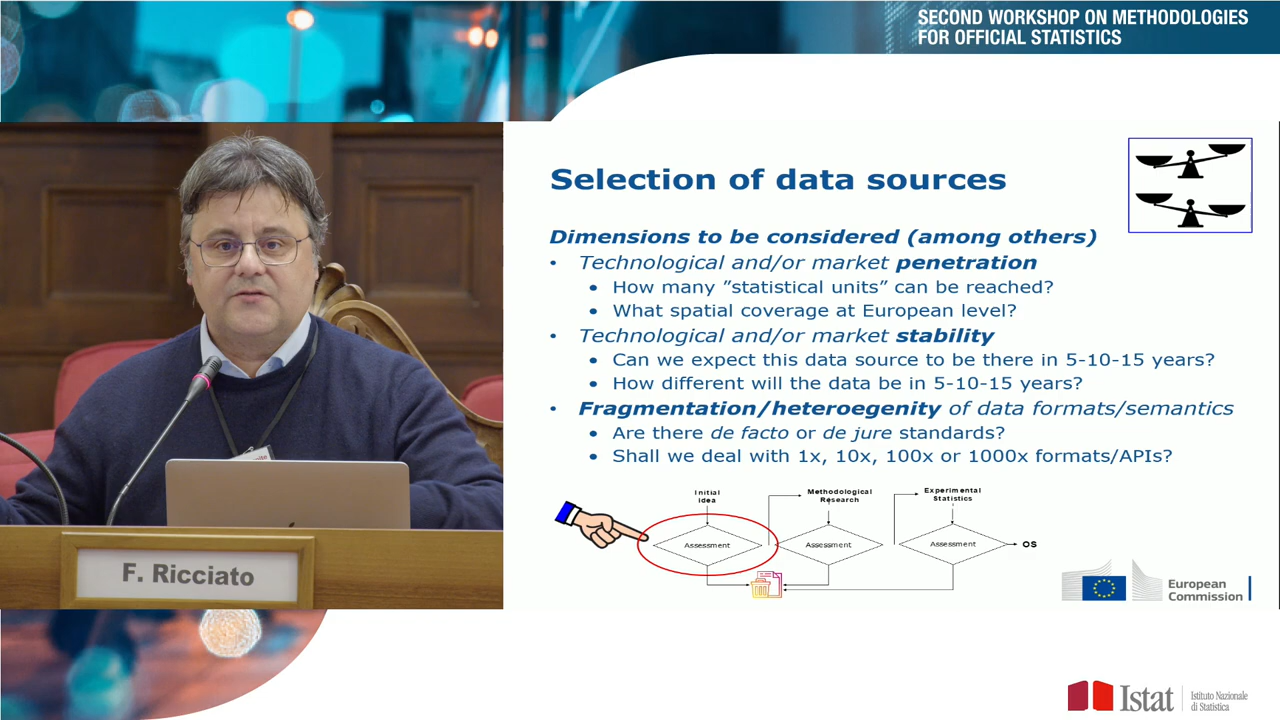 SECOND WORKSHOP ON METHODOLOGIES
FOR OFFICIAL STATISTICS
Selection of data sources
Dimensions to be considered (among others)
• Technological and/or market penetration
• How many ”statistical units” can be reached?
• What spatial coverage at European level?
• Technological and/or market stability
• Can we expect this data source to be there in 5-10-15 years?
• How different will the data be in 5-10-15 years?
• Fragmentation/heteroegenity of data formats/semantics
• Are there de facto or de jure standards?
• Shall we deal with 1x, 10x, 100x or 1000x formats/APIs?
Initial
idea
Methodological
Research
Experimental
Statistics
Assessment
Assessment
Assessment
OS
European
Commission
F. Ricciato
Istat
Istituto Nazionale
di Statistica